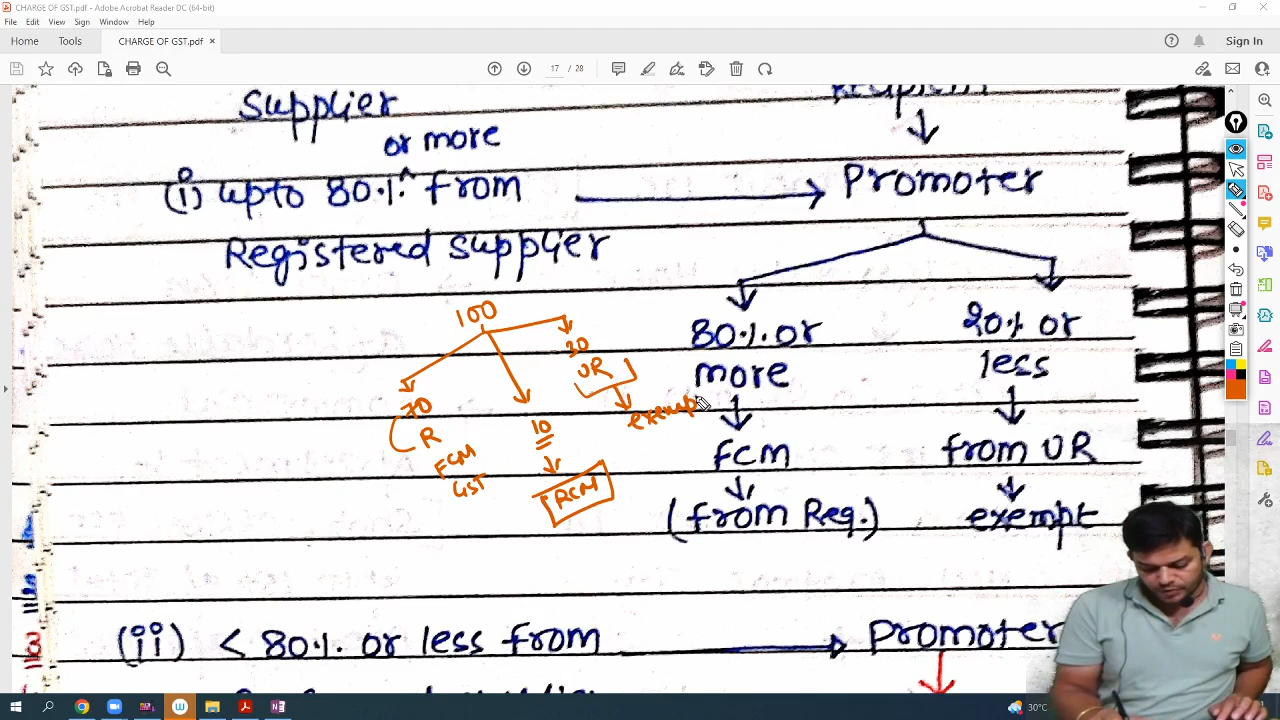 CHARGE OF GST.pdf - Adobe Acrobat Reader DC (64-bit)
File Edit View Sign Window Help
Home Tools CHARGE OF GST.pdf × Sign In
17 / 28
Supplier
or more
(i) upto 80%. ^ from Promoter
Registered Supplier
100
80% or 20% or
more less
70 10 UR
R exemp
FCM
GST
RCM
FCM from UR
(from Reg.) exempt
(ii) < 80%. or less from Promoter
30°C